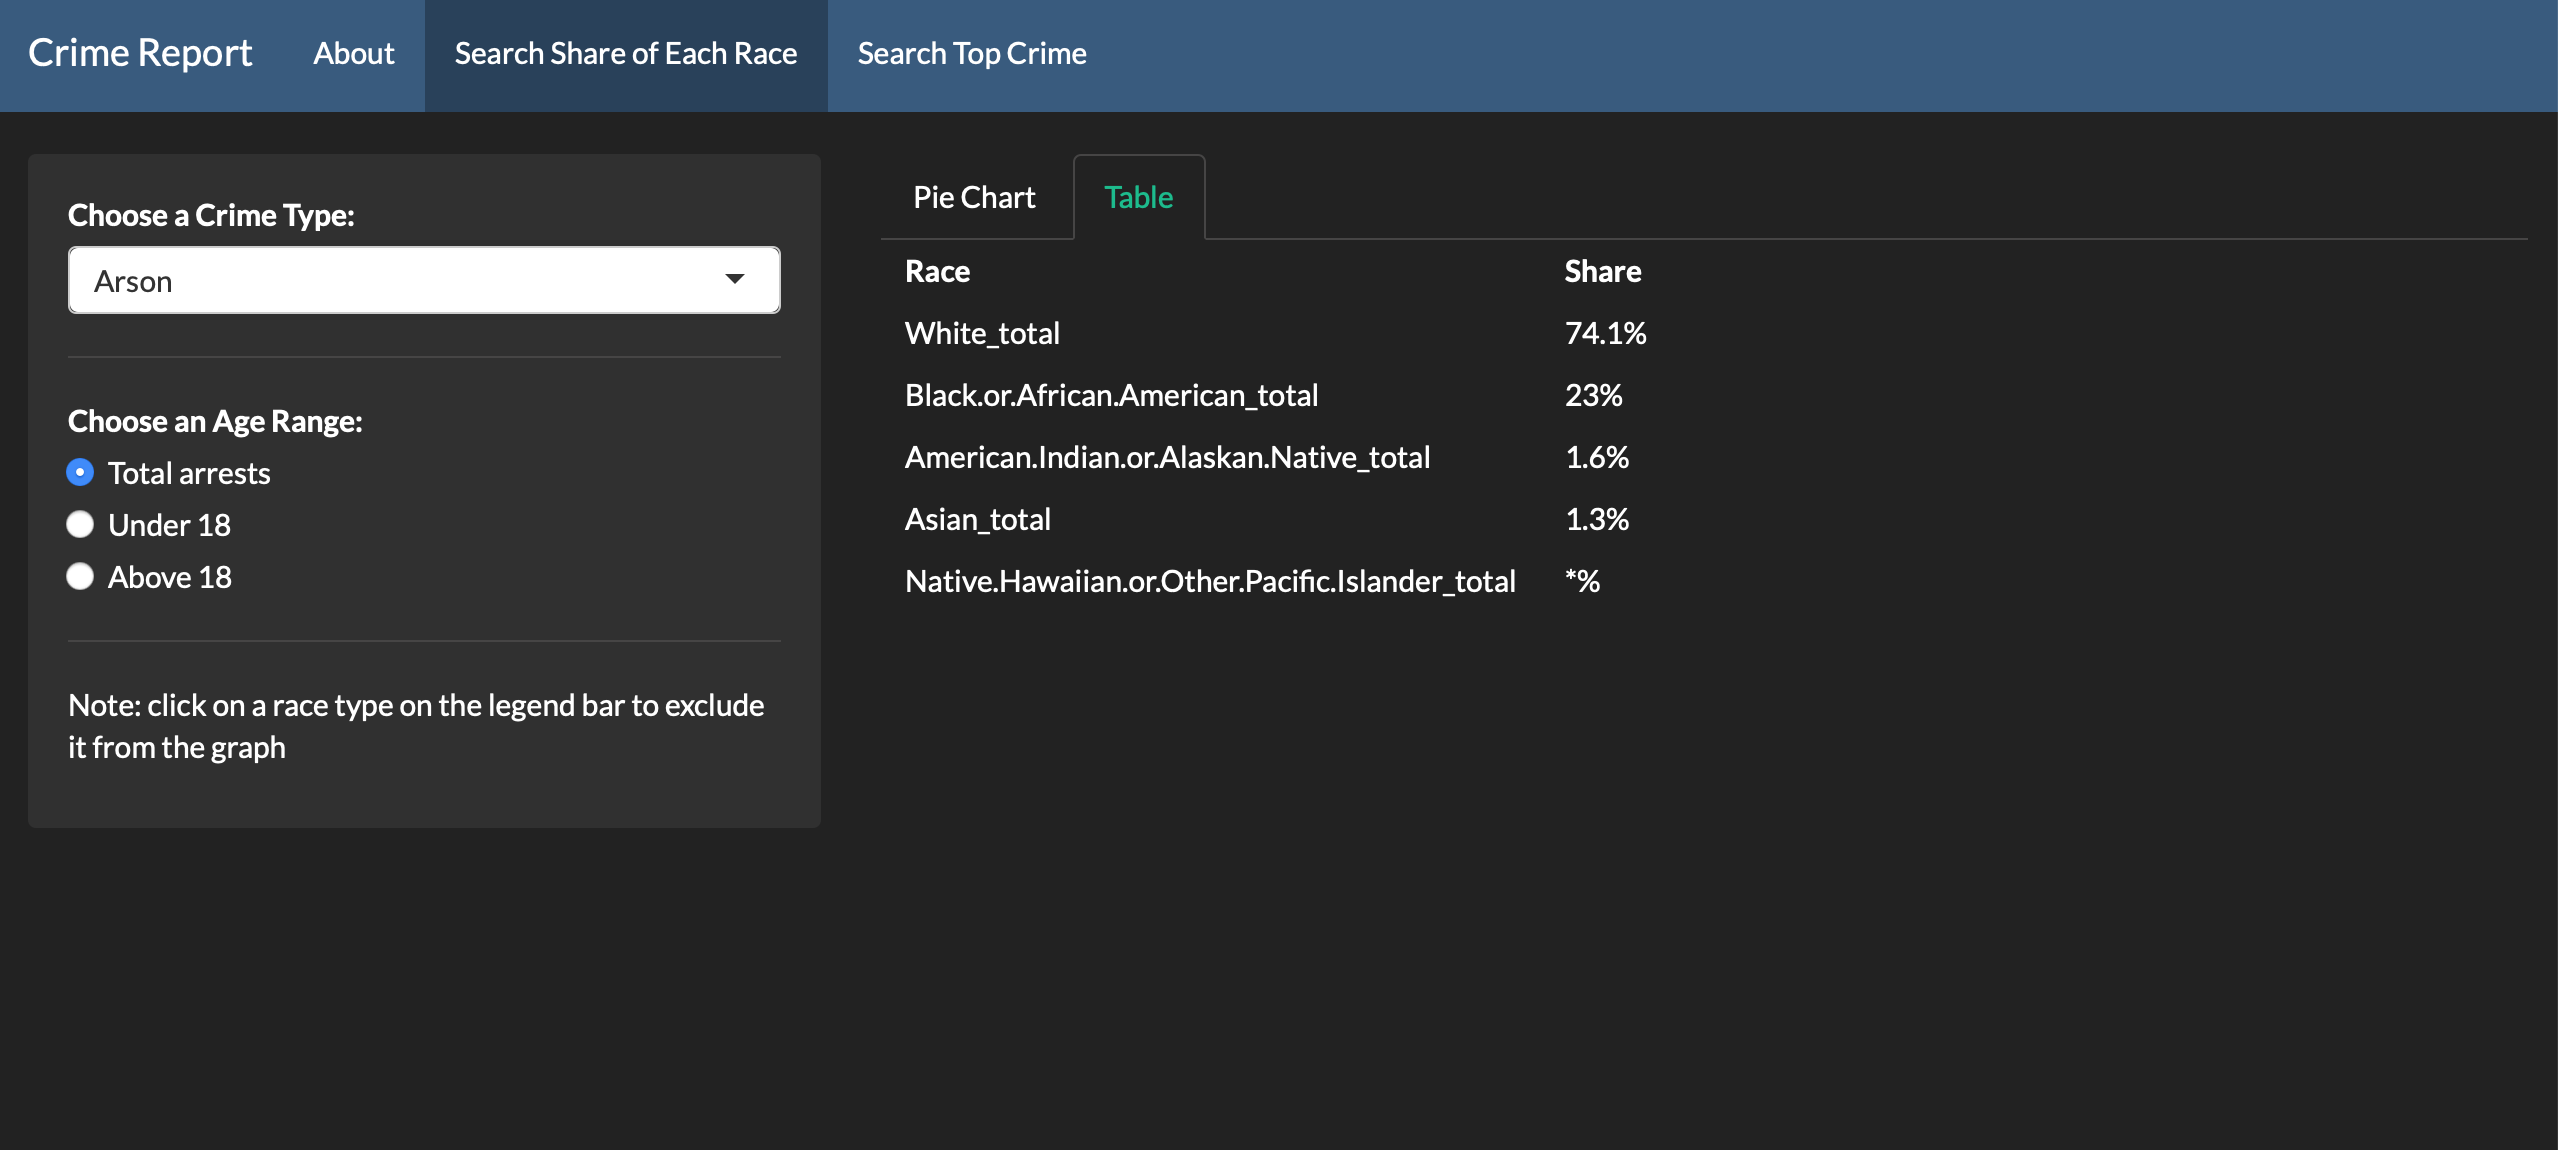 Crime Report About Search Share of Each Race Search Top Crime
Choose a Crime Type:
Arson
Choose an Age Range:
Total arrests
Under 18
Above 18
Note: click on a race type on the legend bar to exclude
it from the graph
Pie Chart Table
Race Share
White_total 74.1%
Black.or.African.American_total 23%
American.Indian.or.Alaskan.Native_total 1.6%
Asian_total 1.3%
Native.Hawaiian.or.Other.Pacific.Islander_total *%